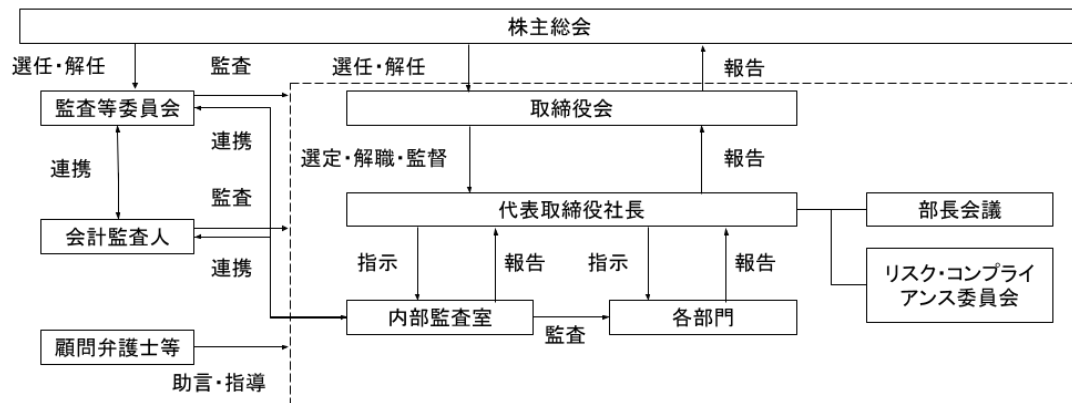 株主総会
選任・解任
監査
選任・解任
報告
監査等委員会
取締役会
連携
連携
選定・解職・監督
報告
監査
会計監査人
代表取締役社長
部長会議
連携
指示
報告
指示
報告
リスク・コンプライ
アンス委員会
内部監査室
監査
各部門
顧問弁護士等
助言・指導